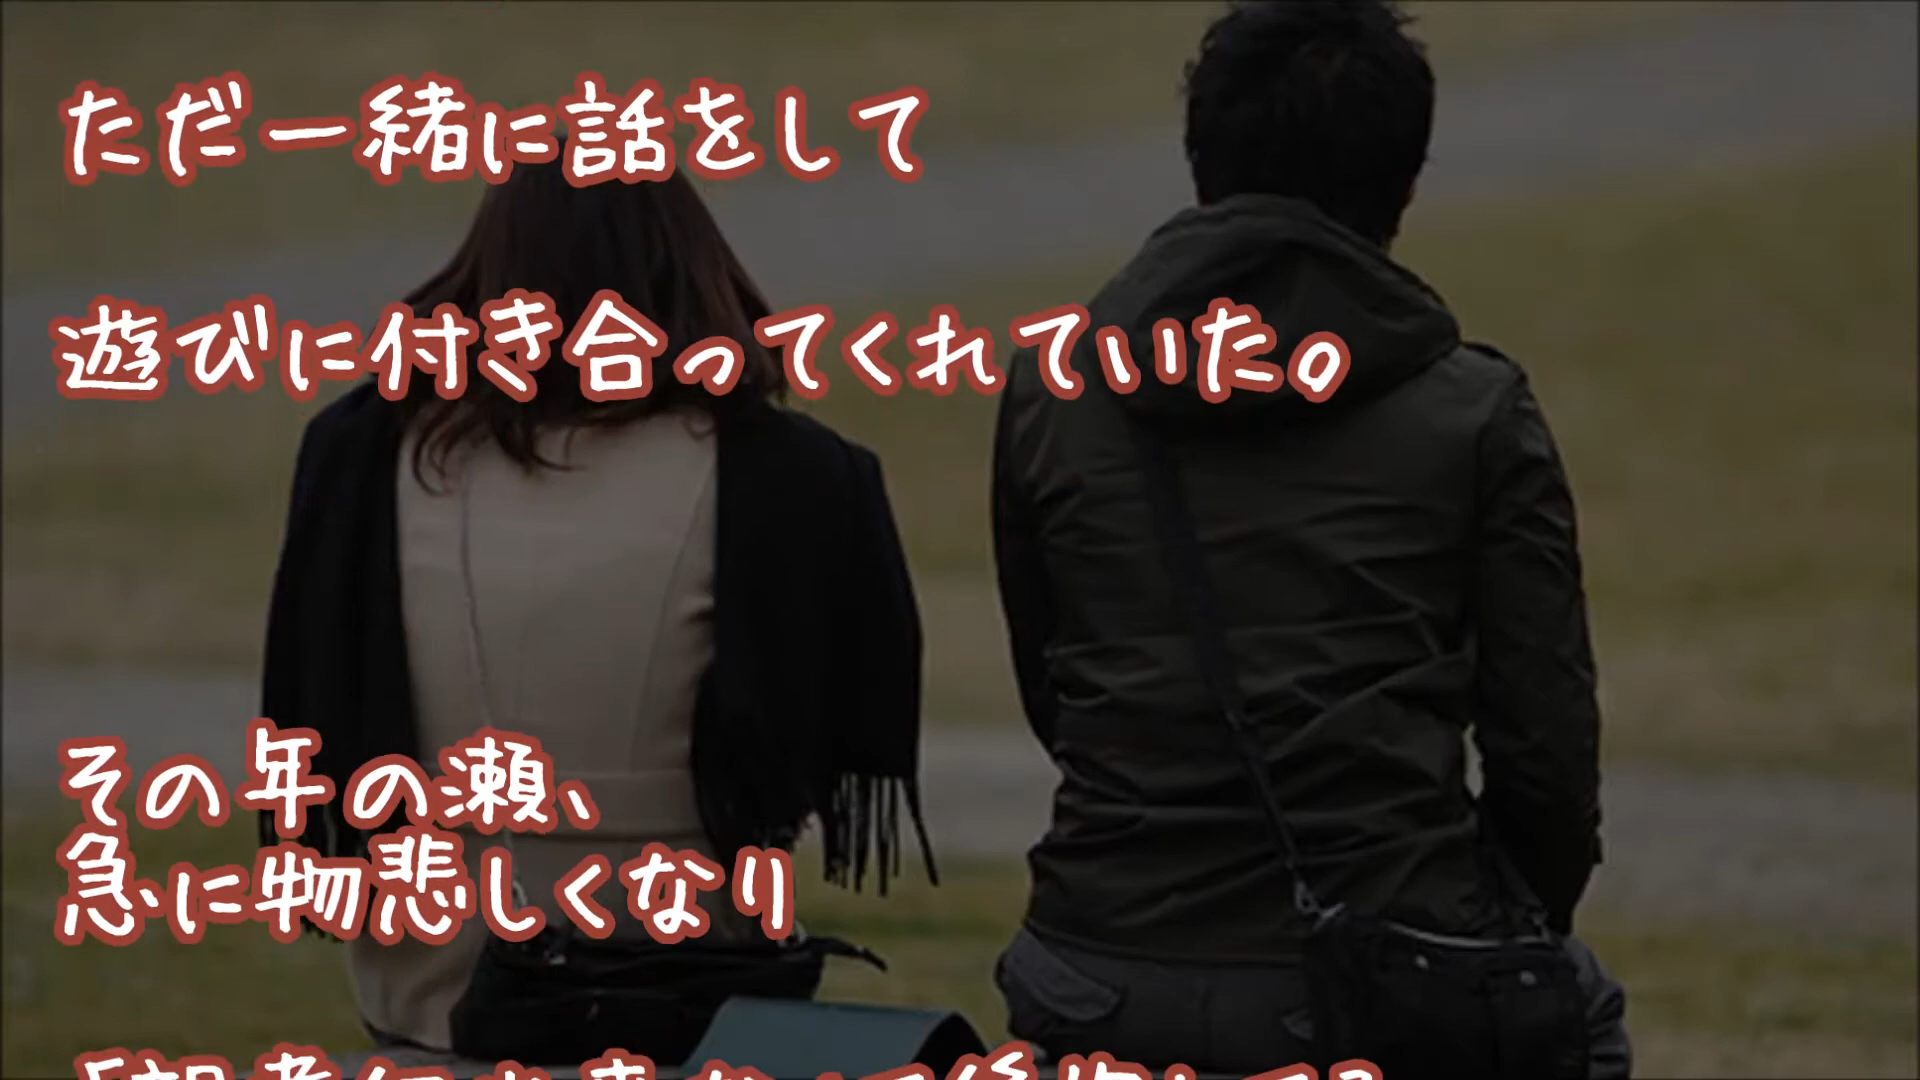 ただ一緒に話をして
遊びに付き合ってくれていた。
その年の瀬、
急に物悲しくなり